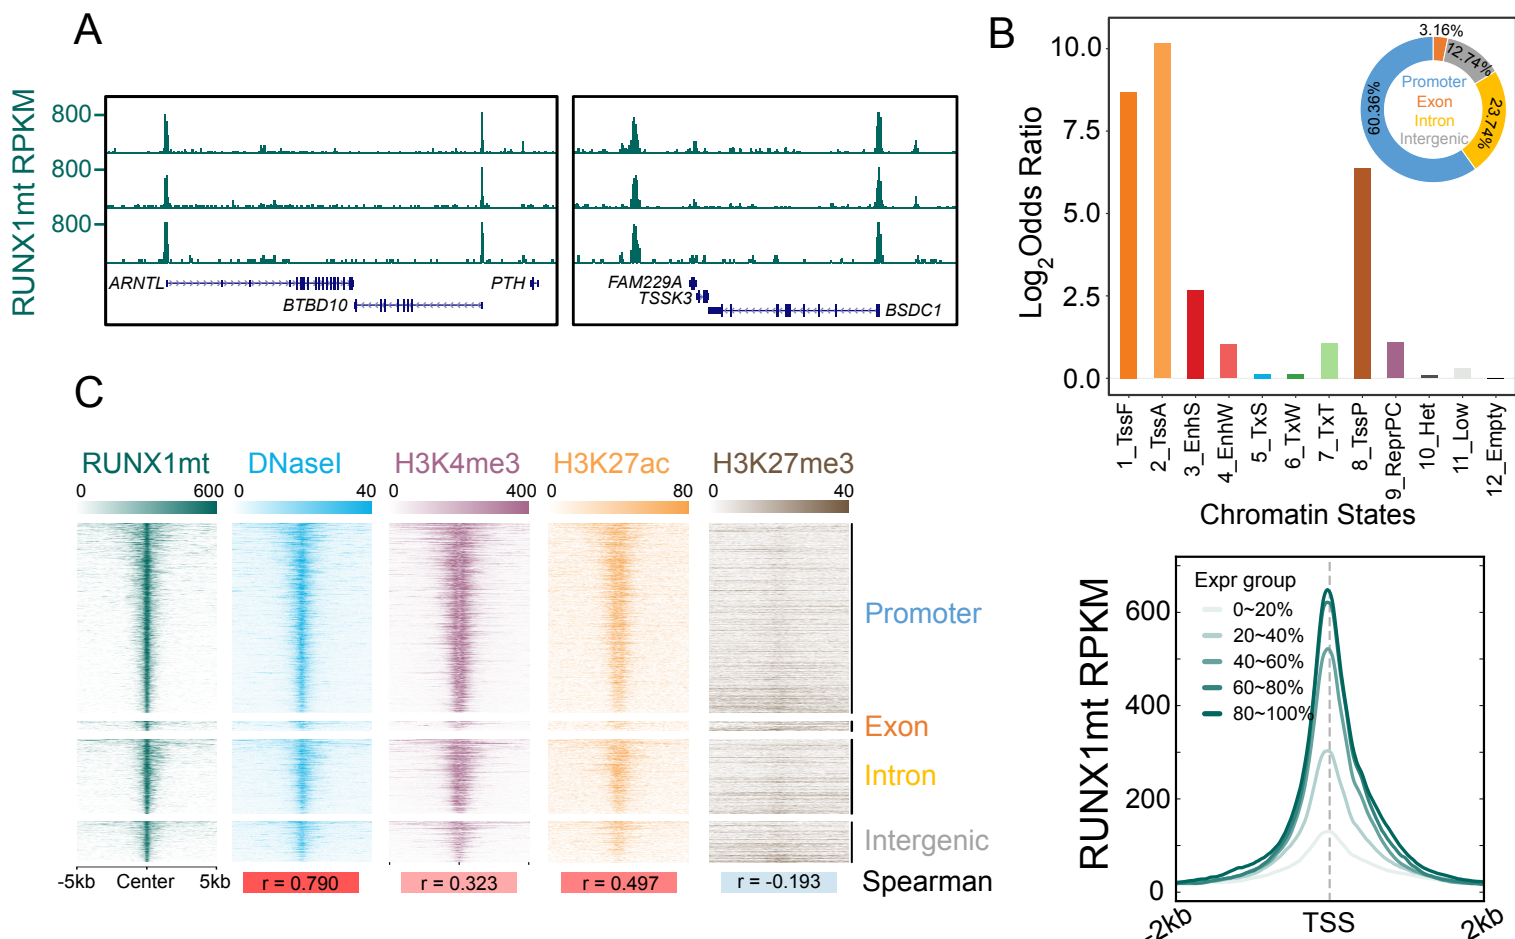 A
RUNX1mt RPKM
800
800
800
ARNTL
BTBD10
PTH
FAM229A
TSSK3
BSDC1
B
Log2Odds Ratio
10.0
7.5
5.0
2.5
0.0
3.16%
12.74%
23.74%
60.36%
Promoter
Exon
Intron
Intergenic
1_TssF
2_TssA
3_EnhS
4_EnhW
5_TxS
6_TxW
7_TxT
8_TssP
9_ReprPC
10_Het
11_Low
12_Empty
Chromatin States
C
RUNX1mt DNaseI H3K4me3 H3K27ac H3K27me3
0 600 0 40 0 400 0 80 0 40
Promoter
Exon
Intron
Intergenic
-5kb Center 5kb
r = 0.790 r = 0.323 r = 0.497 r = -0.193 Spearman
RUNX1mt RPKM
600
400
200
0
Expr group
0~20%
20~40%
40~60%
60~80%
80~100%
-2kb TSS 2kb